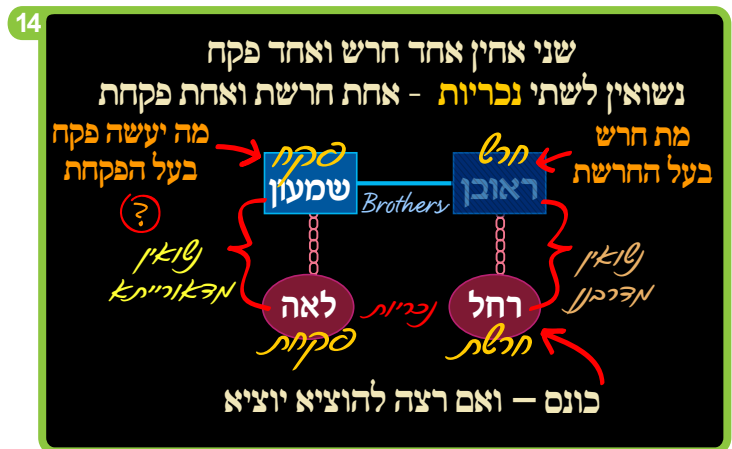 14
שני אחין אחד חרש ואחד פקח
נשואין לשתי נכריות - אחת חרשת ואחת פקחת
מת חרש
בעל החרשת
מה יעשה פקח
בעל הפקחת
?
חרש
ראובן
Brothers
פקח
שמעון
נשואין
מדרבנן
נשואין
מדאורייתא
רחל
חרשת
נכריות
לאה
פקחת
כונס – ואם רצה להוציא יוציא